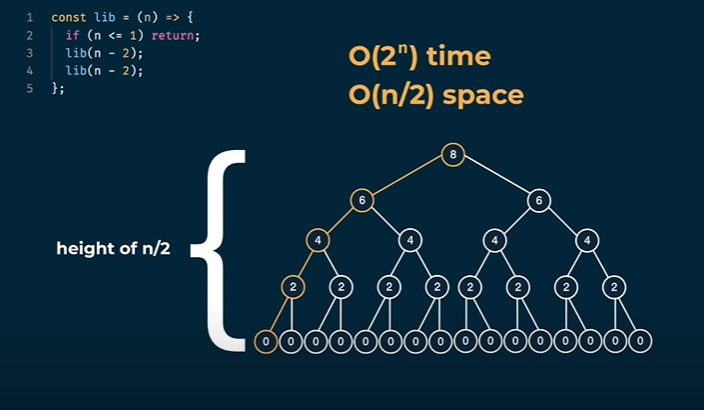 1 const lib = (n) => {
2 if (n <= 1) return;
3 lib(n - 2);
4 lib(n - 2);
5 };
O(2ⁿ) time
O(n/2) space
8
6 6
4 4 4 4
height of n/2
2 2 2 2 2 2 2 2
0 0 0 0 0 0 0 0 0 0 0 0 0 0 0 0